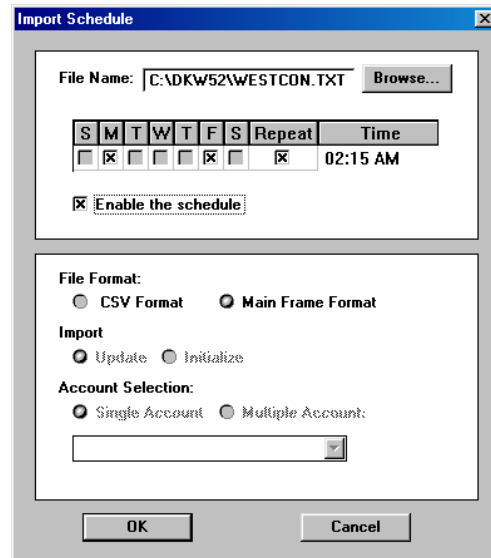 Import Schedule
File Name: C:\DKW52\WESTCON.TXT Browse...
S M T W T F S Repeat Time
02:15 AM
Enable the schedule
File Format:
CSV Format Main Frame Format
Import
Update Initialize
Account Selection:
Single Account Multiple Account:
OK Cancel